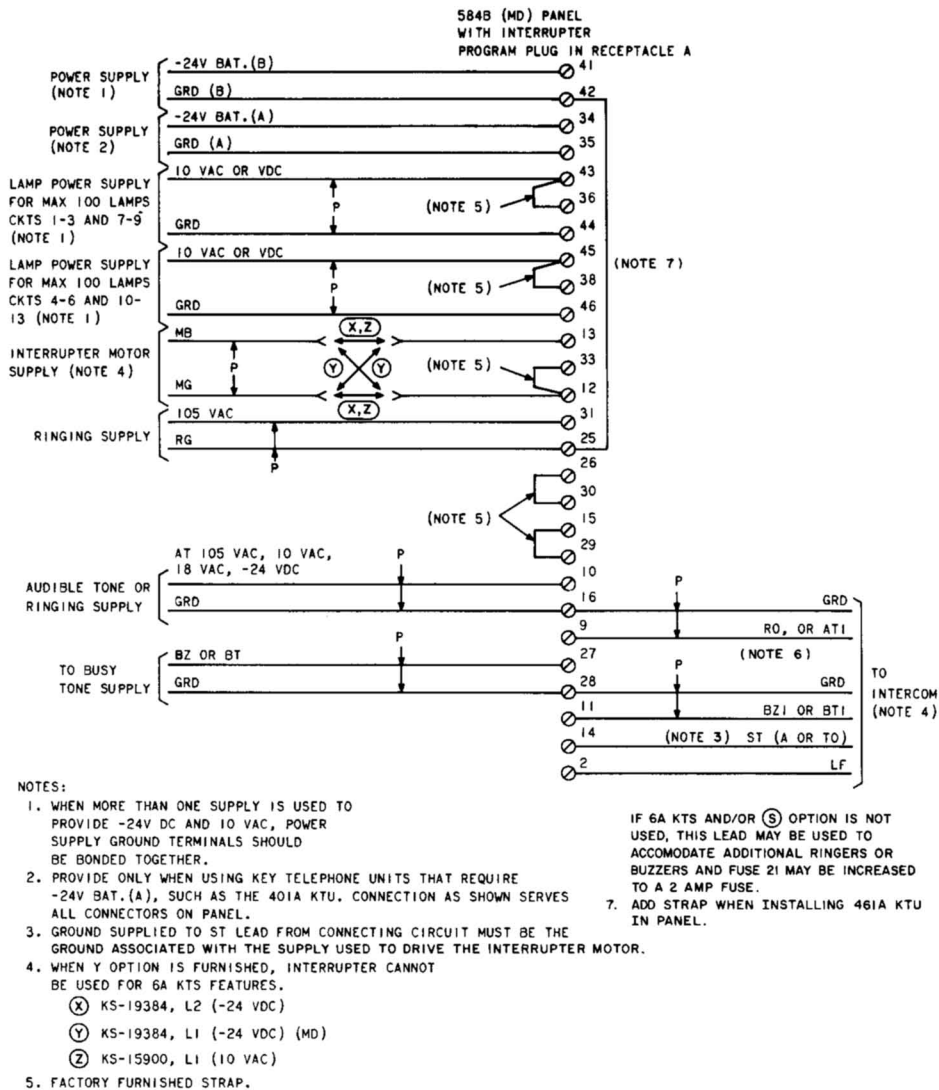 584B (MD) PANEL
WITH INTERRUPTER
PROGRAM PLUG IN RECEPTACLE A
POWER SUPPLY
(NOTE 1)
-24V BAT.(B)
41
GRD (B)
42
POWER SUPPLY
(NOTE 2)
-24V BAT.(A)
34
GRD (A)
35
LAMP POWER SUPPLY
FOR MAX 100 LAMPS
CKTS 1-3 AND 7-9
(NOTE 1)
10 VAC OR VDC
43
P
(NOTE 5)
36
GRD
44
LAMP POWER SUPPLY
FOR MAX 100 LAMPS
CKTS 4-6 AND 10-
13 (NOTE 1)
10 VAC OR VDC
45
(NOTE 7)
P
(NOTE 5)
38
GRD
46
INTERRUPTER MOTOR
SUPPLY (NOTE 4)
MB
X,Z
13
P
Y
Y
(NOTE 5)
33
MG
X,Z
12
RINGING SUPPLY
105 VAC
31
RG
25
P
26
30
(NOTE 5)
15
29
AUDIBLE TONE OR
RINGING SUPPLY
AT 105 VAC, 10 VAC,
18 VAC, -24 VDC
P
10
GRD
16
P
GRD
9
RO, OR ATI
(NOTE 6)
TO BUSY
TONE SUPPLY
BZ OR BT
P
27
GRD
28
P
GRD
11
BZI OR BTI
14
(NOTE 3) ST (A OR TO)
2
LF
TO
INTERCOM
(NOTE 4)
NOTES:
1. WHEN MORE THAN ONE SUPPLY IS USED TO
PROVIDE -24V DC AND 10 VAC, POWER
SUPPLY GROUND TERMINALS SHOULD
BE BONDED TOGETHER.
2. PROVIDE ONLY WHEN USING KEY TELEPHONE UNITS THAT REQUIRE
-24V BAT.(A), SUCH AS THE 401A KTU. CONNECTION AS SHOWN SERVES
ALL CONNECTORS ON PANEL.
3. GROUND SUPPLIED TO ST LEAD FROM CONNECTING CIRCUIT MUST BE THE
GROUND ASSOCIATED WITH THE SUPPLY USED TO DRIVE THE INTERRUPTER MOTOR.
4. WHEN Y OPTION IS FURNISHED, INTERRUPTER CANNOT
BE USED FOR 6A KTS FEATURES.
X KS-19384, L2 (-24 VDC)
Y KS-19384, L1 (-24 VDC) (MD)
Z KS-15900, L1 (10 VAC)
5. FACTORY FURNISHED STRAP.
IF 6A KTS AND/OR S OPTION IS NOT
USED, THIS LEAD MAY BE USED TO
ACCOMODATE ADDITIONAL RINGERS OR
BUZZERS AND FUSE 21 MAY BE INCREASED
TO A 2 AMP FUSE.
7. ADD STRAP WHEN INSTALLING 461A KTU
IN PANEL.